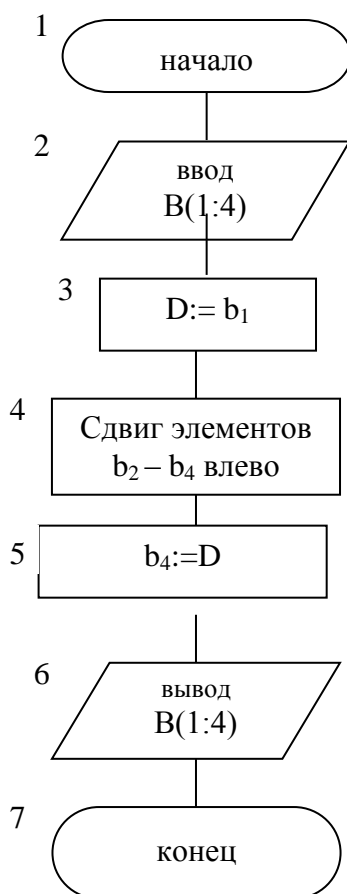 1
начало
2
ввод
B(1:4)
3
D:= b₁
4
Сдвиг элементов
b₂ – b₄ влево
5
b₄:=D
6
вывод
B(1:4)
7
конец